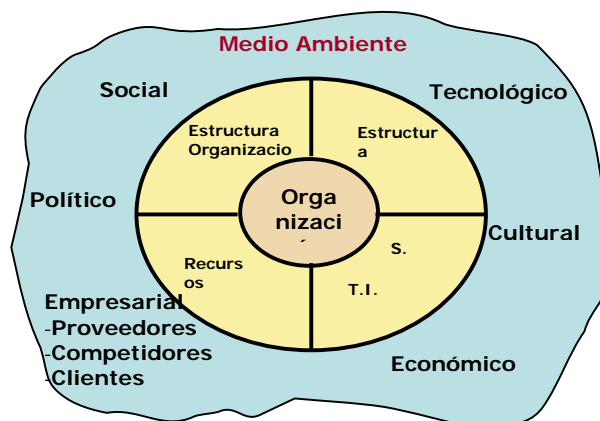 Medio Ambiente
Social
Tecnológico
Estructura
Organizacio
Estructur
a
Político
Orga
nizaci
Cultural
S.
Recurs
os
T.I.
Empresarial
-Proveedores
-Competidores
-Clientes
Económico